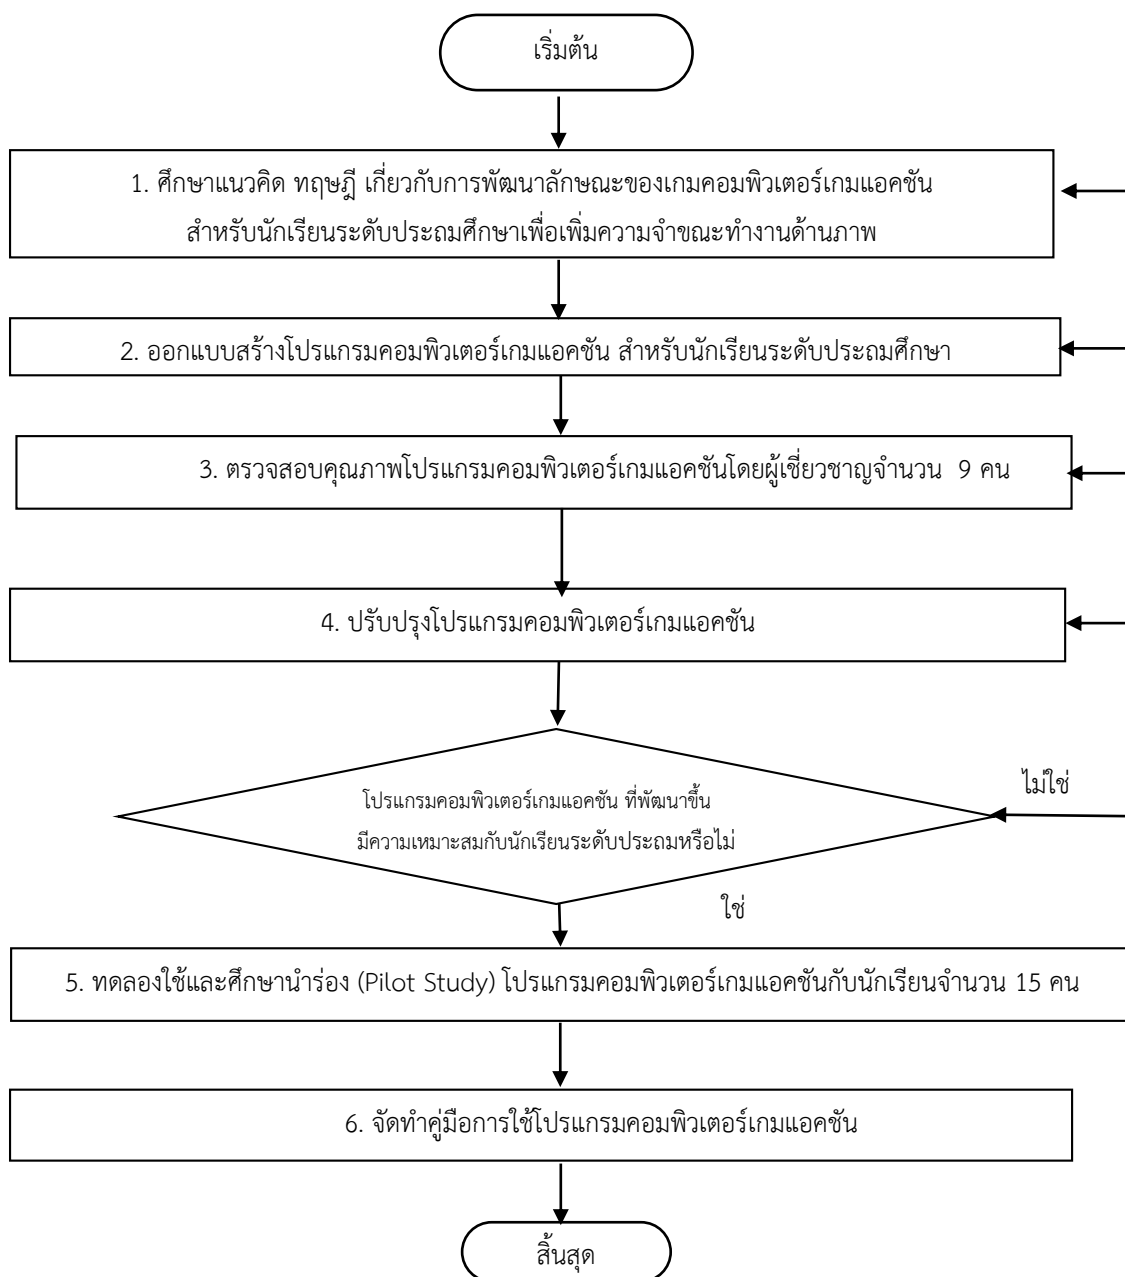 เริ่มต้น
1. ศึกษาแนวคิด ทฤษฎี เกี่ยวกับการพัฒนาลักษณะของเกมคอมพิวเตอร์เกมแอคชัน
สำหรับนักเรียนระดับประถมศึกษาเพื่อเพิ่มความจำขณะทำงานด้านภาพ
2. ออกแบบสร้างโปรแกรมคอมพิวเตอร์เกมแอคชัน สำหรับนักเรียนระดับประถมศึกษา
3. ตรวจสอบคุณภาพโปรแกรมคอมพิวเตอร์เกมแอคชันโดยผู้เชี่ยวชาญจำนวน 9 คน
4. ปรับปรุงโปรแกรมคอมพิวเตอร์เกมแอคชัน
ไม่ใช่
โปรแกรมคอมพิวเตอร์เกมแอคชัน ที่พัฒนาขึ้น
มีความเหมาะสมกับนักเรียนระดับประถมหรือไม่
ใช่
5. ทดลองใช้และศึกษานำร่อง (Pilot Study) โปรแกรมคอมพิวเตอร์เกมแอคชันกับนักเรียนจำนวน 15 คน
6. จัดทำคู่มือการใช้โปรแกรมคอมพิวเตอร์เกมแอคชัน
สิ้นสุด